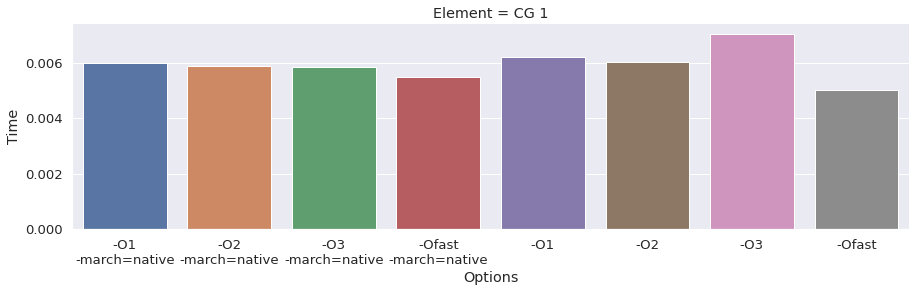 Element = CG 1
Time
0.006
0.004
0.002
0.000
-O1 -O2 -O3 -Ofast -O1 -O2 -O3 -Ofast
-march=native -march=native -march=native -march=native
Options